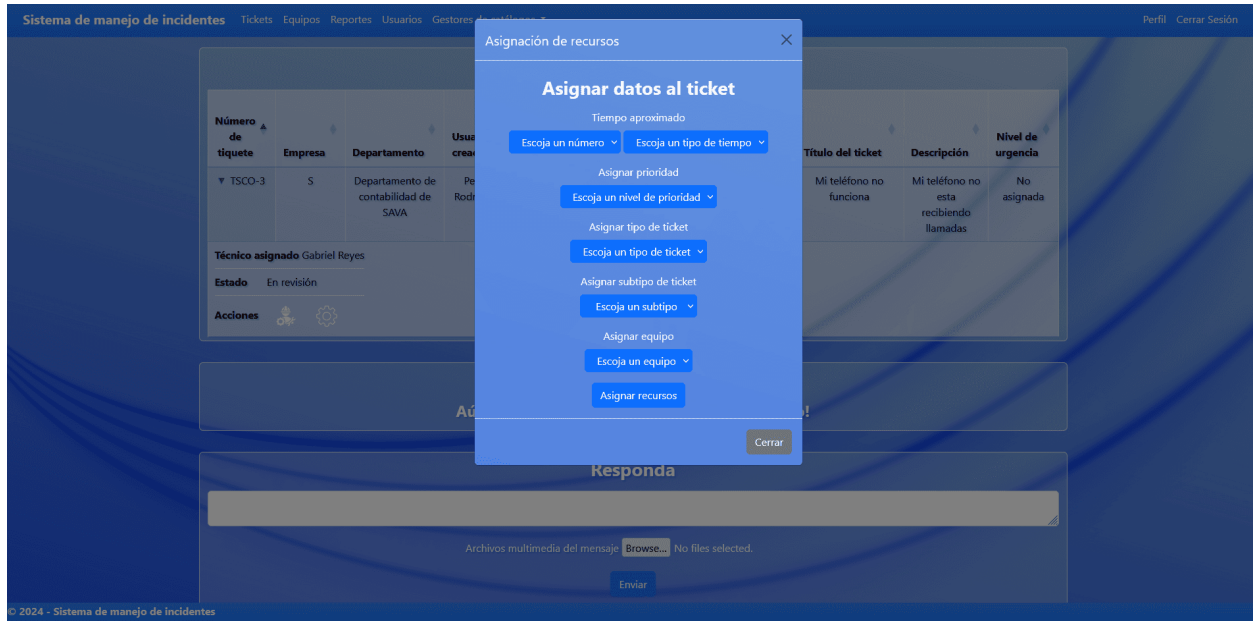 Sistema de manejo de incidentes Tickets Equipos Reportes Usuarios Gestores de catálogos Perfil Cerrar Sesión
Asignación de recursos
Asignar datos al ticket
Tiempo aproximado
Escoja un número Escoja un tipo de tiempo
Asignar prioridad
Escoja un nivel de prioridad
Asignar tipo de ticket
Escoja un tipo de ticket
Asignar subtipo de ticket
Escoja un subtipo
Asignar equipo
Escoja un equipo
Asignar recursos
Cerrar
Número
de
tiquete Empresa Departamento Título del ticket Descripción Nivel de
urgencia
TSCO-3 S Departamento de Mi teléfono no Mi teléfono no No
contabilidad de funciona esta asignada
SAVA recibiendo
llamadas
Técnico asignado Gabriel Reyes
Estado En revisión
Acciones
Responda
Archivos multimedia del mensaje Browse... No files selected.
Enviar
© 2024 - Sistema de manejo de incidentes